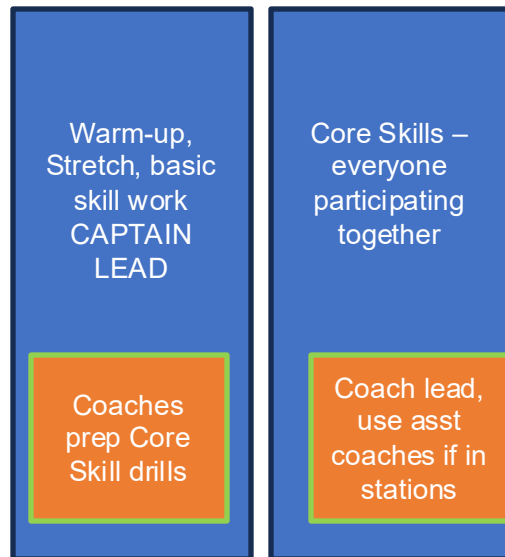 Warm-up,
Stretch, basic
skill work
CAPTAIN
LEAD
Coaches
prep Core
Skill drills
Core Skills –
everyone
participating
together
Coach lead,
use asst
coaches if in
stations